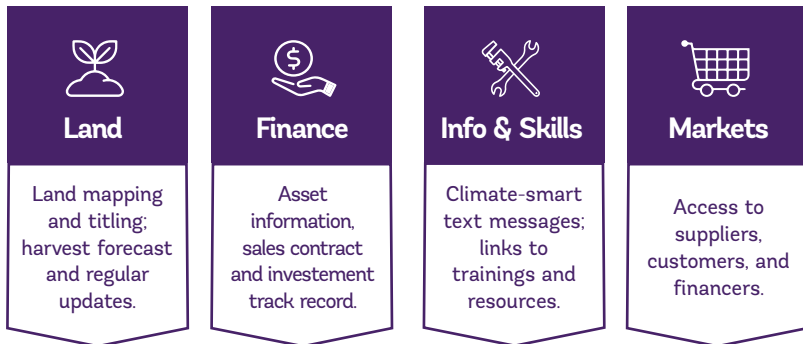 Land
Land mapping
and titling;
harvest forecast
and regular
updates.
Finance
Asset
information,
sales contract
and investement
track record.
Info & Skills
Climate-smart
text messages;
links to
trainings and
resources.
Markets
Access to
suppliers,
customers, and
financers.